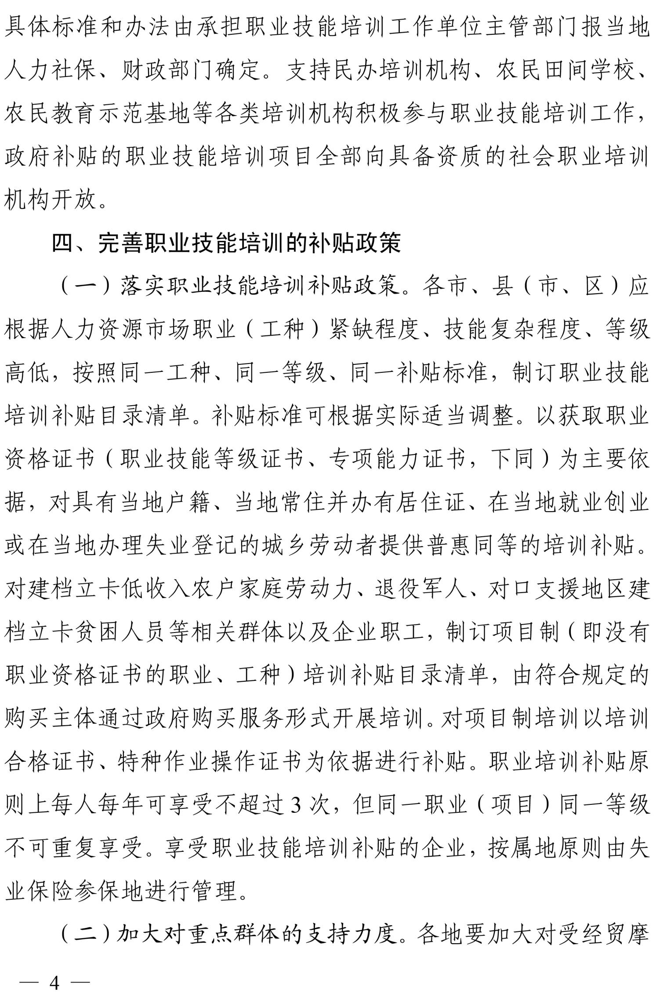 具体标准和办法由承担职业技能培训工作单位主管部门报当地
人力社保、财政部门确定。支持民办培训机构、农民田间学校、
农民教育示范基地等各类培训机构积极参与职业技能培训工作，
政府补贴的职业技能培训项目全部向具备资质的社会职业培训
机构开放。
四、完善职业技能培训的补贴政策
（一）落实职业技能培训补贴政策。各市、县（市、区）应
根据人力资源市场职业（工种）紧缺程度、技能复杂程度、等级
高低，按照同一工种、同一等级、同一补贴标准，制订职业技能
培训补贴目录清单。补贴标准可根据实际适当调整。以获取职业
资格证书（职业技能等级证书、专项能力证书，下同）为主要依
据，对具有当地户籍、当地常住并办有居住证、在当地就业创业
或在当地办理失业登记的城乡劳动者提供普惠同等的培训补贴。
对建档立卡低收入农户家庭劳动力、退役军人、对口支援地区建
档立卡贫困人员等相关群体以及企业职工，制订项目制（即没有
职业资格证书的职业、工种）培训补贴目录清单，由符合规定的
购买主体通过政府购买服务形式开展培训。对项目制培训以培训
合格证书、特种作业操作证书为依据进行补贴。职业培训补贴原
则上每人每年可享受不超过 3 次，但同一职业（项目）同一等级
不可重复享受。享受职业技能培训补贴的企业，按属地原则由失
业保险参保地进行管理。
（二）加大对重点群体的支持力度。各地要加大对受经贸摩
— 4 —